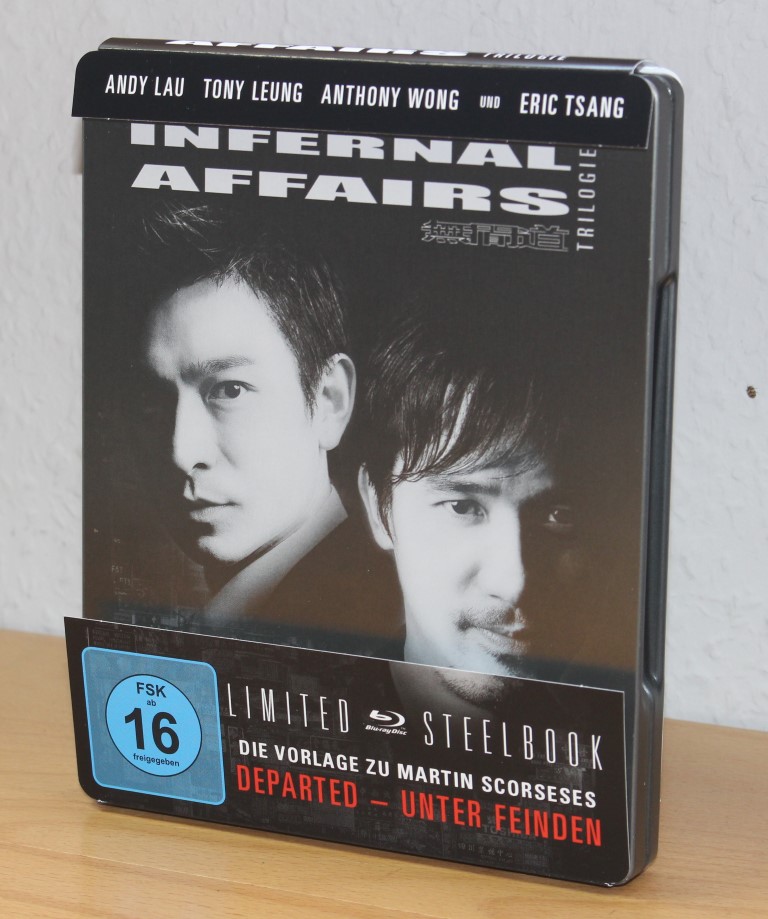 AFFAIRS TRILOGIE
ANDY LAU TONY LEUNG ANTHONY WONG UND ERIC TSANG
INFERNAL
AFFAIRS
TRILOGIE
無間道
FSK
ab
16
freigegeben
LIMITED Blu-ray Disc STEELBOOK
DIE VORLAGE ZU MARTIN SCORSESES
DEPARTED – UNTER FEINDEN